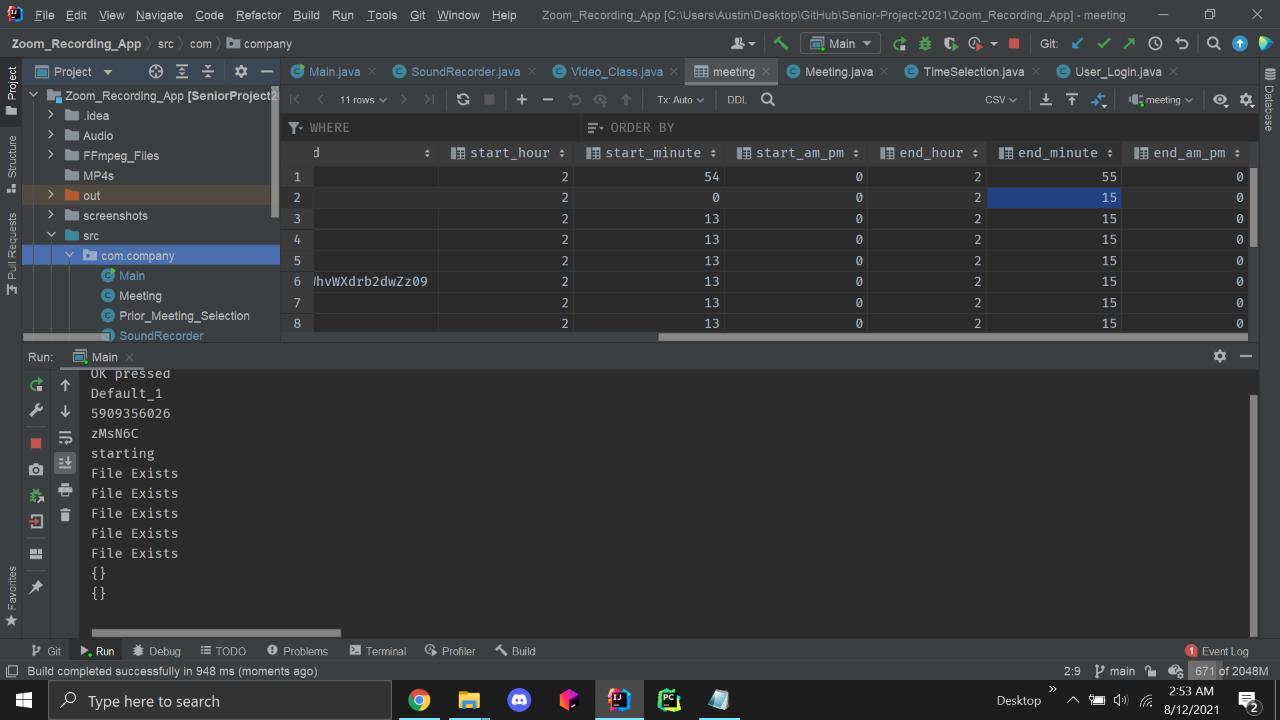 File Edit View Navigate Code Refactor Build Run Tools Git Window Help Zoom_Recording_App [C:\Users\Austin\Desktop\GitHub\Senior-Project-2021\Zoom_Recording_App] - meeting
Zoom_Recording_App src com company Main Git:
Project Main.java SoundRecorder.java Video_Class.java meeting Meeting.java TimeSelection.java User_Login.java
Zoom_Recording_App [SeniorProject2
.idea
Audio
FFmpeg_Files
MP4s
out
screenshots
src
com.company
Main
Meeting
Prior_Meeting_Selection
SoundRecorder
11 rows Tx: Auto DDL CSV meeting
WHERE ORDER BY
d start_hour start_minute start_am_pm end_hour end_minute end_am_pm
1 2 54 0 2 55 0
2 2 0 0 2 15 0
3 2 13 0 2 15 0
4 2 13 0 2 15 0
5 2 13 0 2 15 0
6 WhvWXdrb2dwZz09 2 13 0 2 15 0
7 2 13 0 2 15 0
8 2 13 0 2 15 0
Project
Structure
Pull Requests
Favorites
Database
Run: Main
OK pressed
Default_1
5909356026
zMsN6C
starting
File Exists
File Exists
File Exists
File Exists
File Exists
{}
{}
Git Run Debug TODO Problems Terminal Profiler Build 1 Event Log
Build completed successfully in 948 ms (moments ago) 2:9 main 671 of 2048M
Type here to search Desktop 2:53 AM
8/12/2021 2